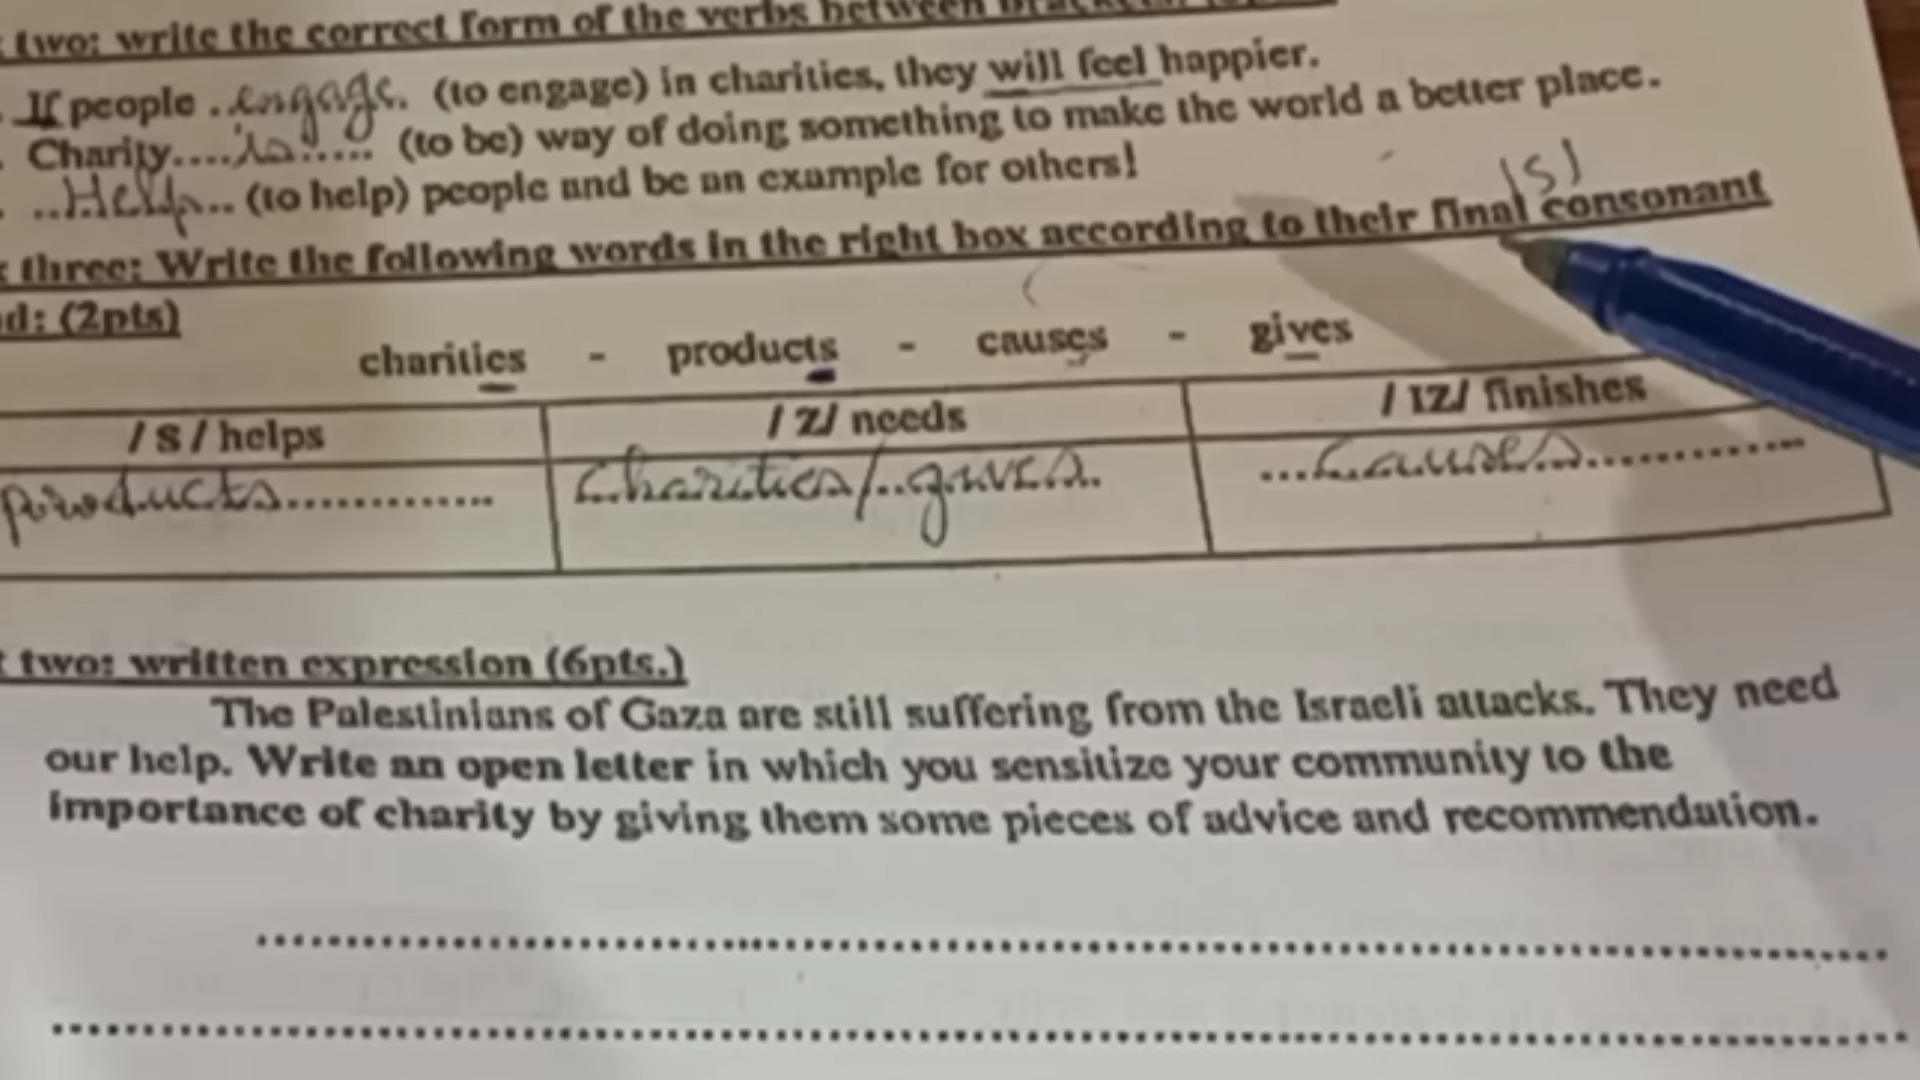 two: write the correct form of the verbs between brackets.
If people .engage. (to engage) in charities, they will feel happier.
. Charity....is..... (to be) way of doing something to make the world a better place.
. ..Help... (to help) people and be an example for others!
/s/
three: Write the following words in the right box according to their final consonant
d: (2pts)
charities - products - causes - gives
/ s / helps / z/ needs / ɪz/ finishes
products............. charities/..gives. ...causes............
two: written expression (6pts.)
The Palestinians of Gaza are still suffering from the Israeli attacks. They need
our help. Write an open letter in which you sensitize your community to the
importance of charity by giving them some pieces of advice and recommendation.